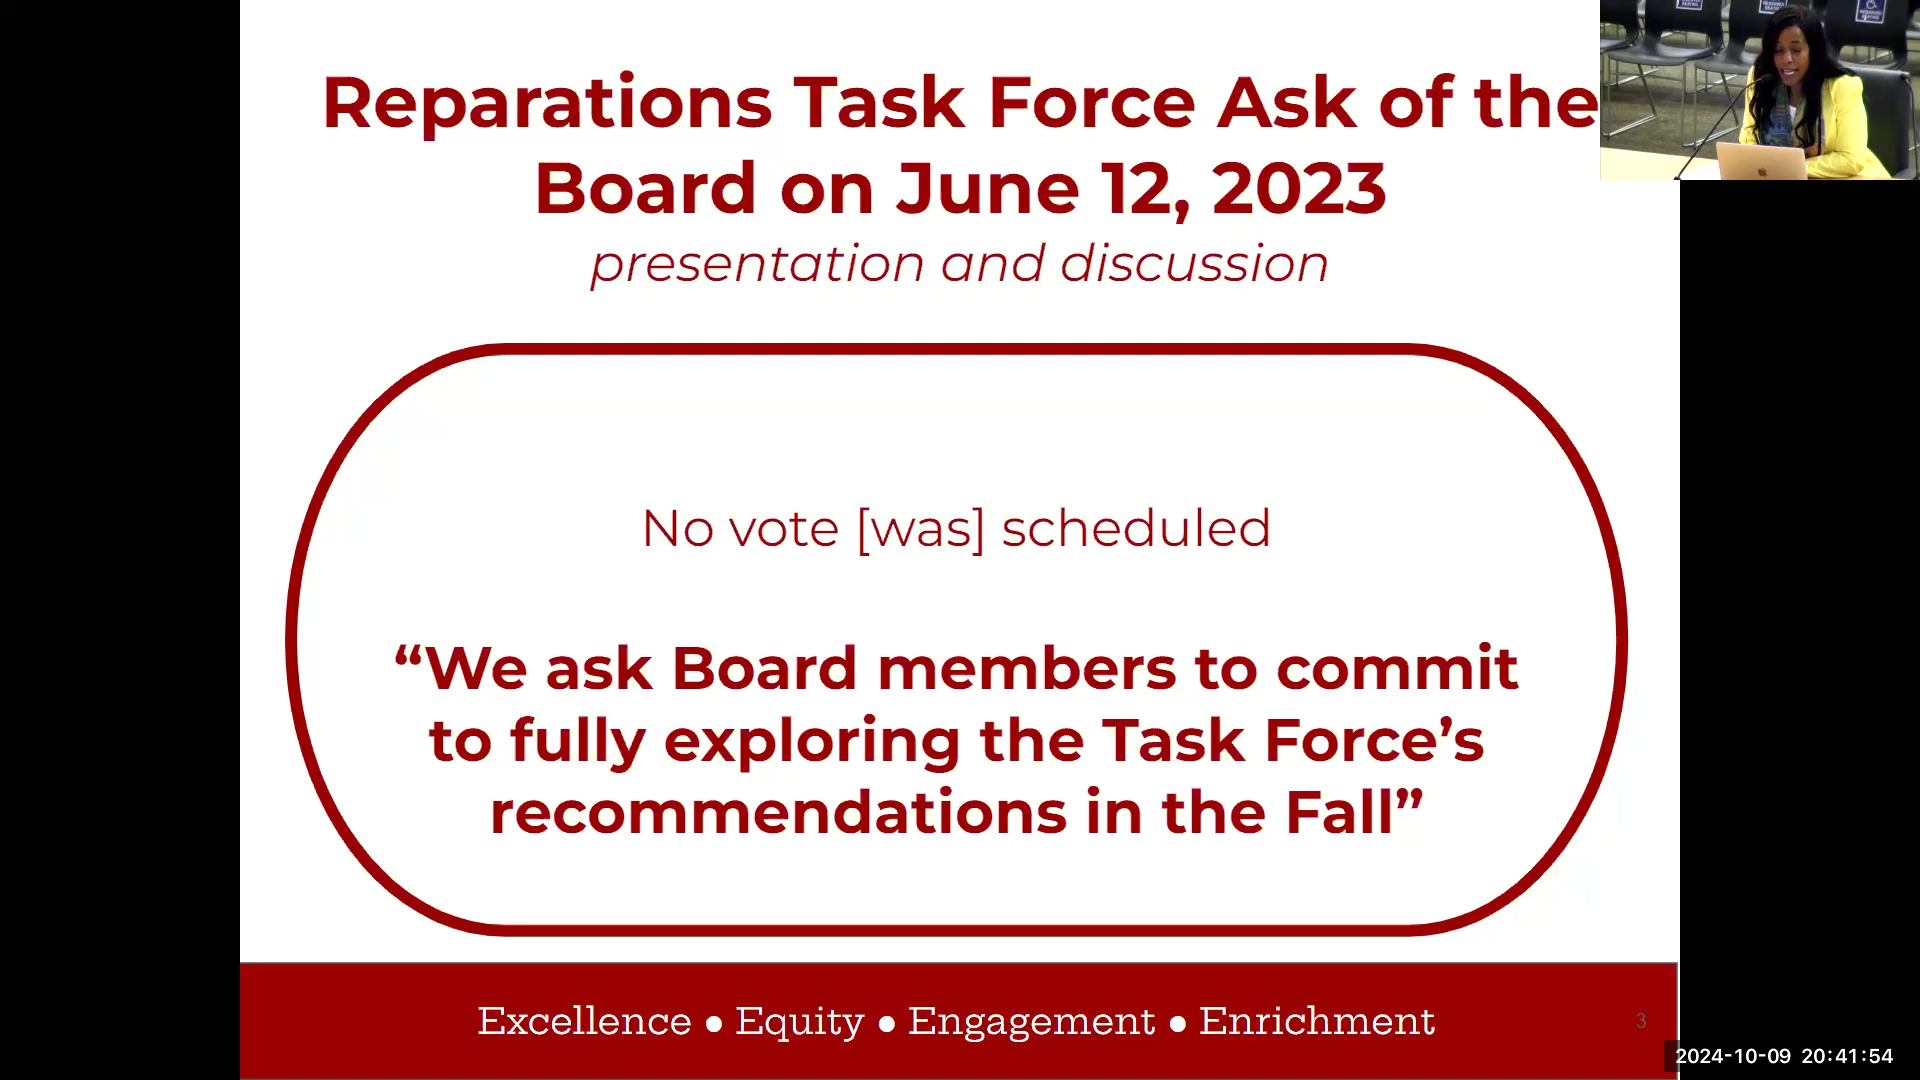 Reparations Task Force Ask of the
Board on June 12, 2023
presentation and discussion
No vote [was] scheduled
“We ask Board members to commit
to fully exploring the Task Force’s
recommendations in the Fall”
Excellence ● Equity ● Engagement ● Enrichment
3
2024-10-09 20:41:54